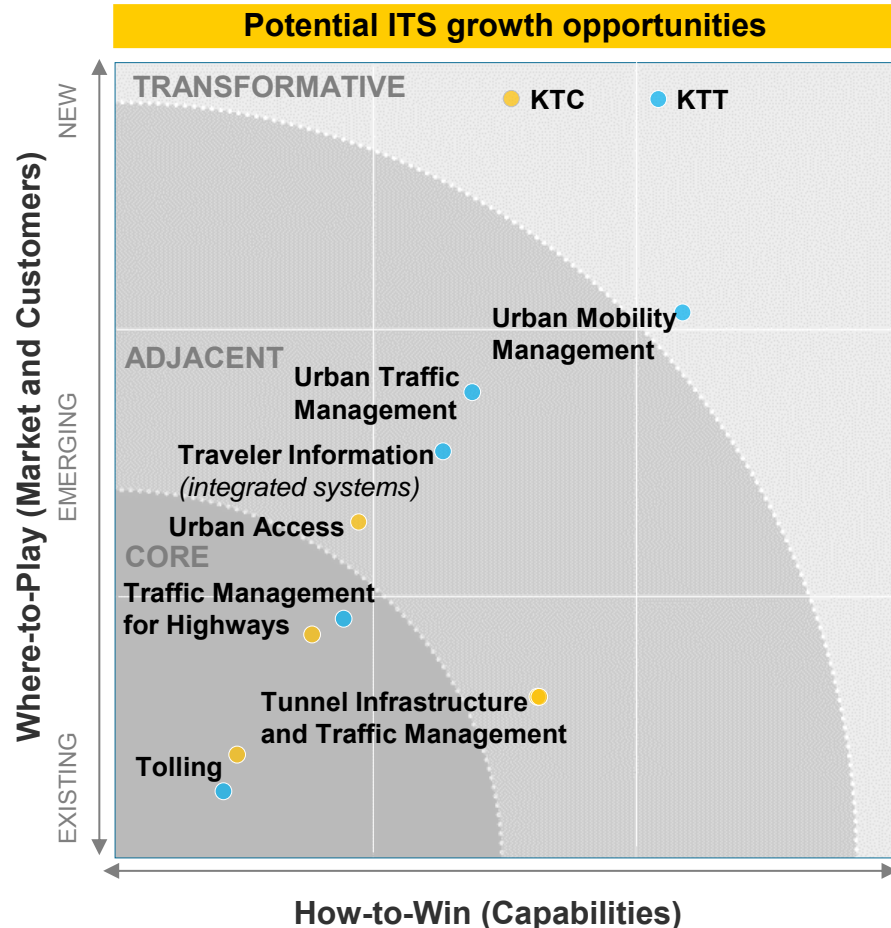 Potential ITS growth opportunities
TRANSFORMATIVE
KTC
KTT
NEW
EMERGING
EXISTING
Where-to-Play (Market and Customers)
Urban Mobility
Management
ADJACENT
Urban Traffic
Management
Traveler Information
(integrated systems)
Urban Access
CORE
Traffic Management
for Highways
Tunnel Infrastructure
and Traffic Management
Tolling
How-to-Win (Capabilities)